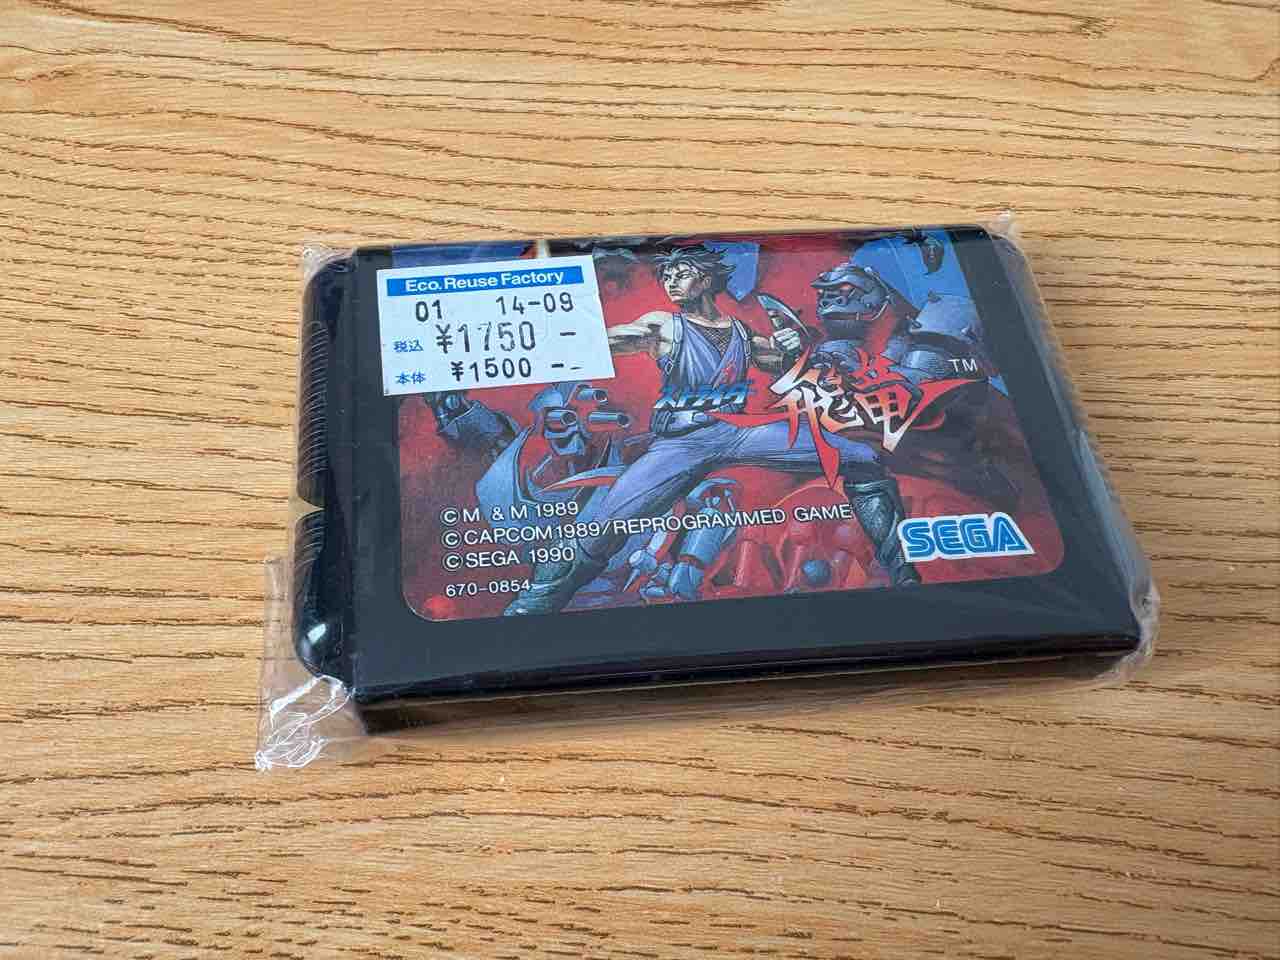 Eco.Reuse Factory
01 14-09
税込 ¥1750 -
本体 ¥1500 --
ストライダー飛竜 TM
©M & M 1989
©CAPCOM 1989/REPROGRAMMED GAME
©SEGA 1990
670-0854
SEGA